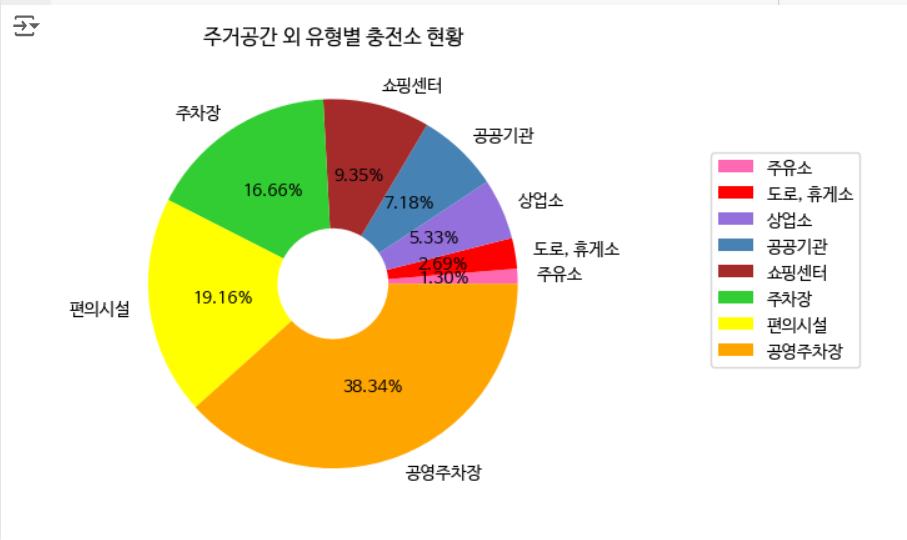 주거공간 외 유형별 충전소 현황
쇼핑센터
주차장
공공기관
9.35%
16.66%
7.18%
상업소
5.33%
도로, 휴게소
2.69%
주유소
1.30%
편의시설
19.16%
38.34%
공영주차장
주유소
도로, 휴게소
상업소
공공기관
쇼핑센터
주차장
편의시설
공영주차장